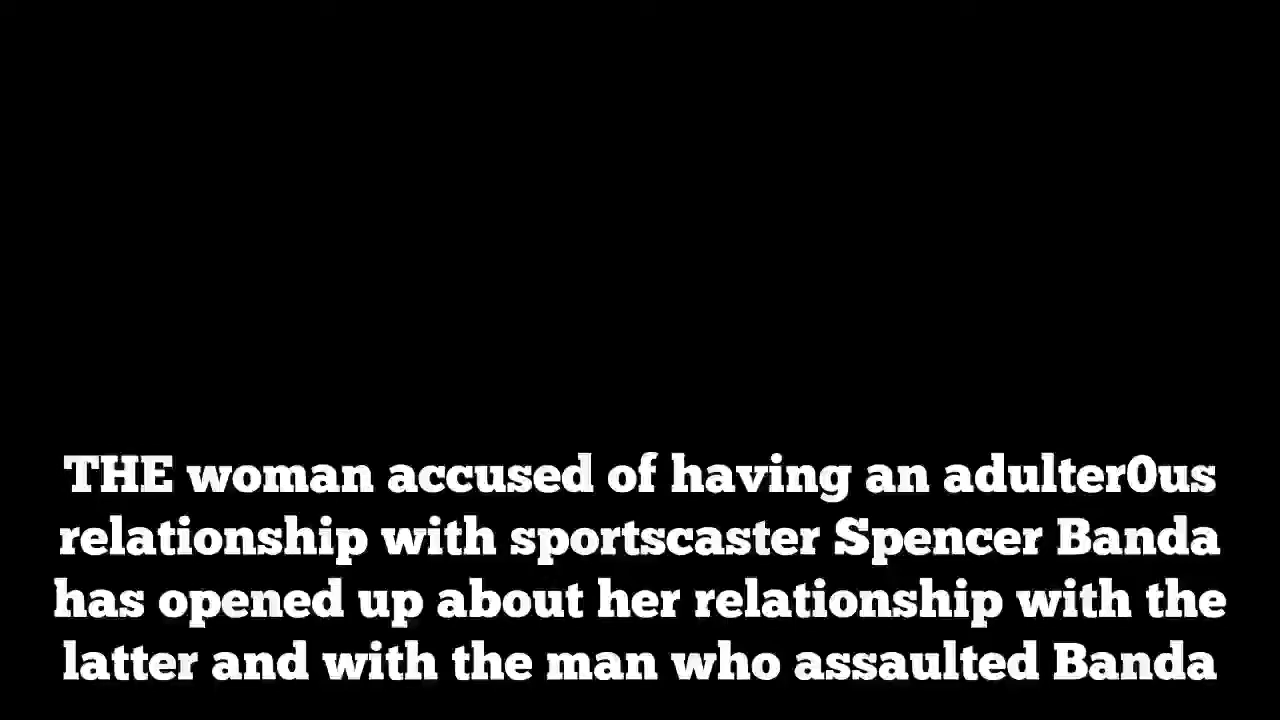 THE woman accused of having an adulter0us
relationship with sportscaster Spencer Banda
has opened up about her relationship with the
latter and with the man who assaulted Banda